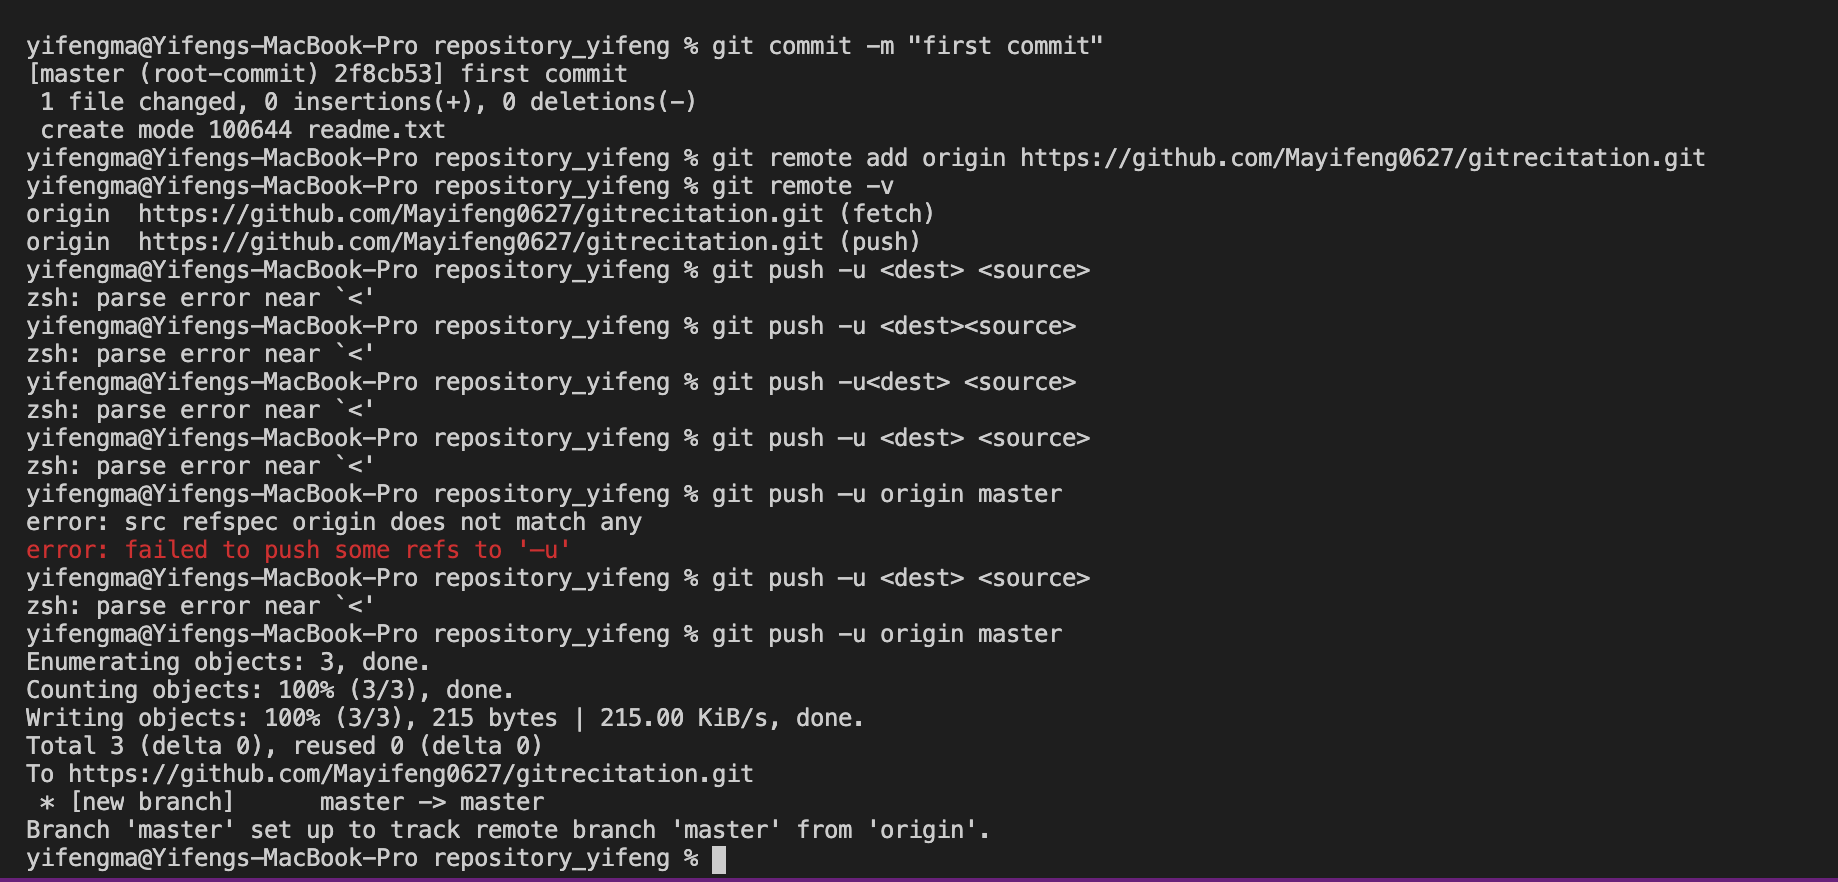 yifengma@Yifengs-MacBook-Pro repository_yifeng % git commit -m "first commit"
[master (root-commit) 2f8cb53] first commit
 1 file changed, 0 insertions(+), 0 deletions(-)
 create mode 100644 readme.txt
yifengma@Yifengs-MacBook-Pro repository_yifeng % git remote add origin https://github.com/Mayifeng0627/gitrecitation.git
yifengma@Yifengs-MacBook-Pro repository_yifeng % git remote -v
origin  https://github.com/Mayifeng0627/gitrecitation.git (fetch)
origin  https://github.com/Mayifeng0627/gitrecitation.git (push)
yifengma@Yifengs-MacBook-Pro repository_yifeng % git push -u <dest> <source>
zsh: parse error near `<'
yifengma@Yifengs-MacBook-Pro repository_yifeng % git push -u <dest><source>
zsh: parse error near `<'
yifengma@Yifengs-MacBook-Pro repository_yifeng % git push -u<dest> <source>
zsh: parse error near `<'
yifengma@Yifengs-MacBook-Pro repository_yifeng % git push –u <dest> <source>
zsh: parse error near `<'
yifengma@Yifengs-MacBook-Pro repository_yifeng % git push –u origin master
error: src refspec origin does not match any
error: failed to push some refs to '–u'
yifengma@Yifengs-MacBook-Pro repository_yifeng % git push –u <dest> <source>
zsh: parse error near `<'
yifengma@Yifengs-MacBook-Pro repository_yifeng % git push -u origin master
Enumerating objects: 3, done.
Counting objects: 100% (3/3), done.
Writing objects: 100% (3/3), 215 bytes | 215.00 KiB/s, done.
Total 3 (delta 0), reused 0 (delta 0)
To https://github.com/Mayifeng0627/gitrecitation.git
 * [new branch]      master -> master
Branch 'master' set up to track remote branch 'master' from 'origin'.
yifengma@Yifengs-MacBook-Pro repository_yifeng %